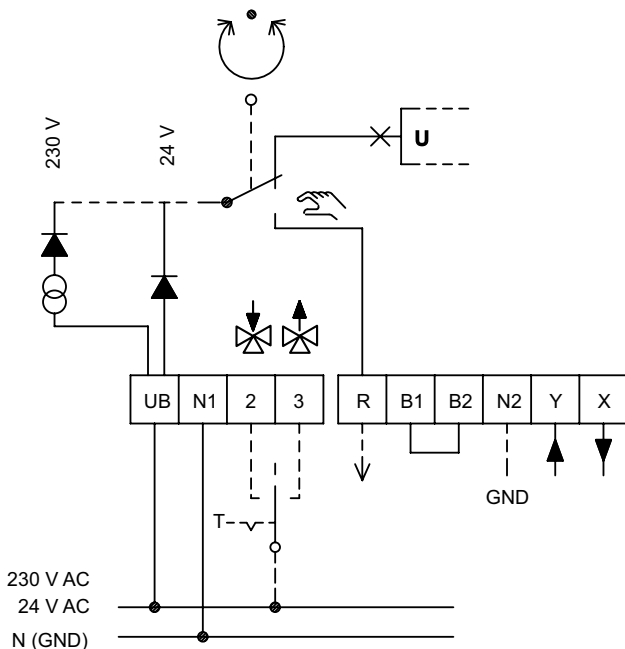 230 V
24 V
U
UB N1 2 3 R B1 B2 N2 Y X
GND
T
230 V AC
24 V AC
N (GND)